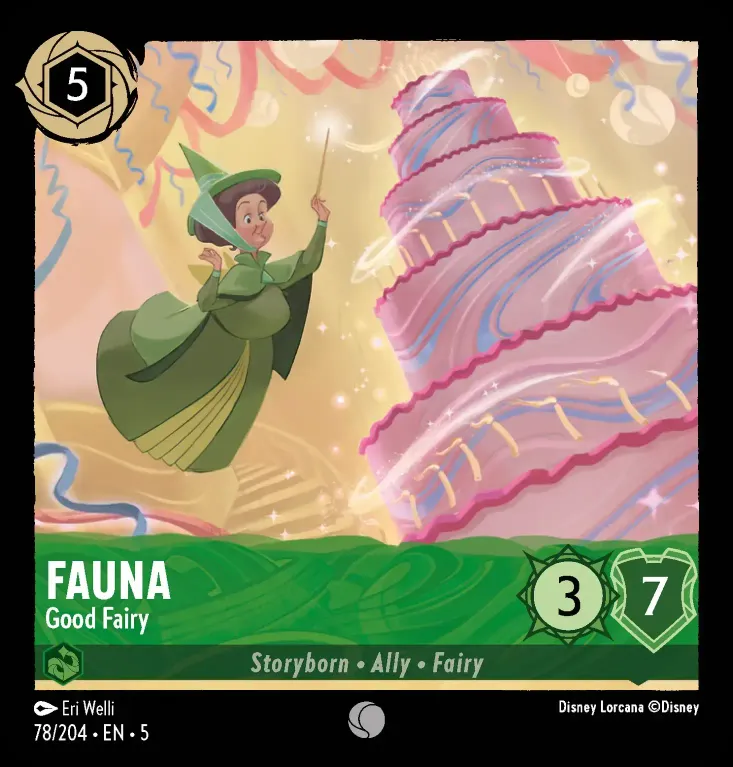 5
FAUNA
Good Fairy
3
7
Storyborn • Ally • Fairy
Eri Welli
Disney Lorcana ©Disney
78/204 • EN • 5